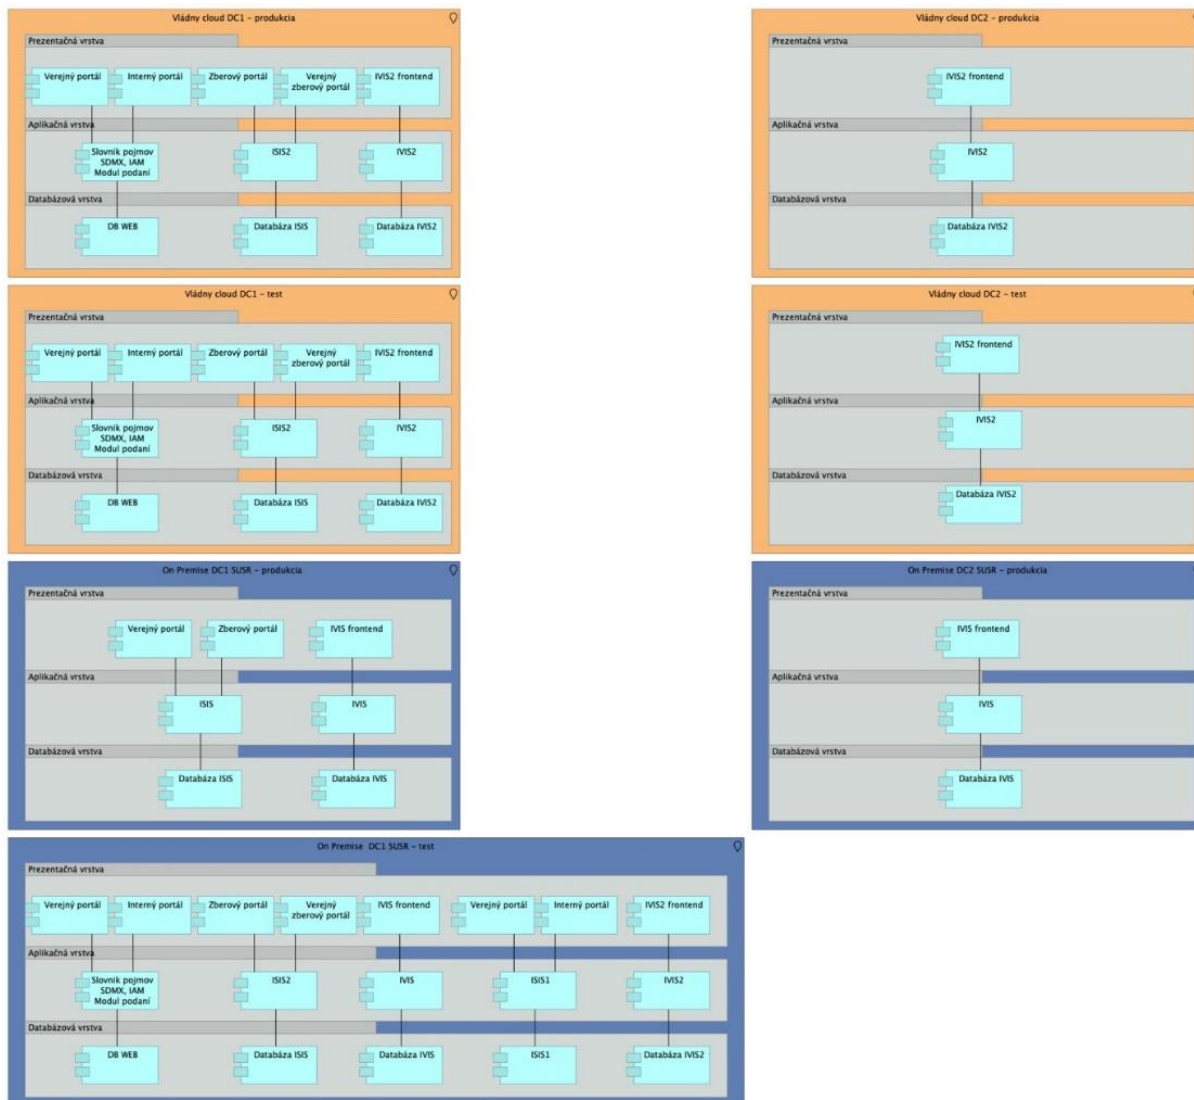 Vládny cloud DC1 – produkcia
Prezentačná vrstva
Verejný portál
Interný portál
Zberový portál
Verejný
zberový portál
IVIS2 frontend
Aplikačná vrstva
Slovnik pojmov
SDMX, IAM
Modul podaní
ISIS2
IVIS2
Databázová vrstva
DB WEB
Databáza ISIS
Databáza IVIS2
Vládny cloud DC2 – produkcia
Prezentačná vrstva
IVIS2 frontend
Aplikačná vrstva
IVIS2
Databázová vrstva
Databáza IVIS2
Vládny cloud DC1 – test
Prezentačná vrstva
Verejný portál
Interný portál
Zberový portál
Verejný
zberový portál
IVIS2 frontend
Aplikačná vrstva
Slovnik pojmov
SDMX, IAM
Modul podaní
ISIS2
IVIS2
Databázová vrstva
DB WEB
Databáza ISIS
Databáza IVIS2
Vládny cloud DC2 – test
Prezentačná vrstva
IVIS2 frontend
Aplikačná vrstva
IVIS2
Databázová vrstva
Databáza IVIS2
On Premise DC1 SUSR – produkcia
Prezentačná vrstva
Verejný portál
Zberový portál
IVIS frontend
Aplikačná vrstva
ISIS
IVIS
Databázová vrstva
Databáza ISIS
Databáza IVIS
On Premise DC2 SUSR – produkcia
Prezentačná vrstva
IVIS frontend
Aplikačná vrstva
IVIS
Databázová vrstva
Databáza IVIS
On Premise DC1 SUSR – test
Prezentačná vrstva
Verejný portál
Interný portál
Zberový portál
Verejný
zberový portál
IVIS frontend
Verejný portál
Interný portál
IVIS2 frontend
Aplikačná vrstva
Slovnik pojmov
SDMX, IAM
Modul podaní
ISIS2
IVIS
ISIS1
IVIS2
Databázová vrstva
DB WEB
Databáza ISIS
Databáza IVIS
ISIS1
Databáza IVIS2